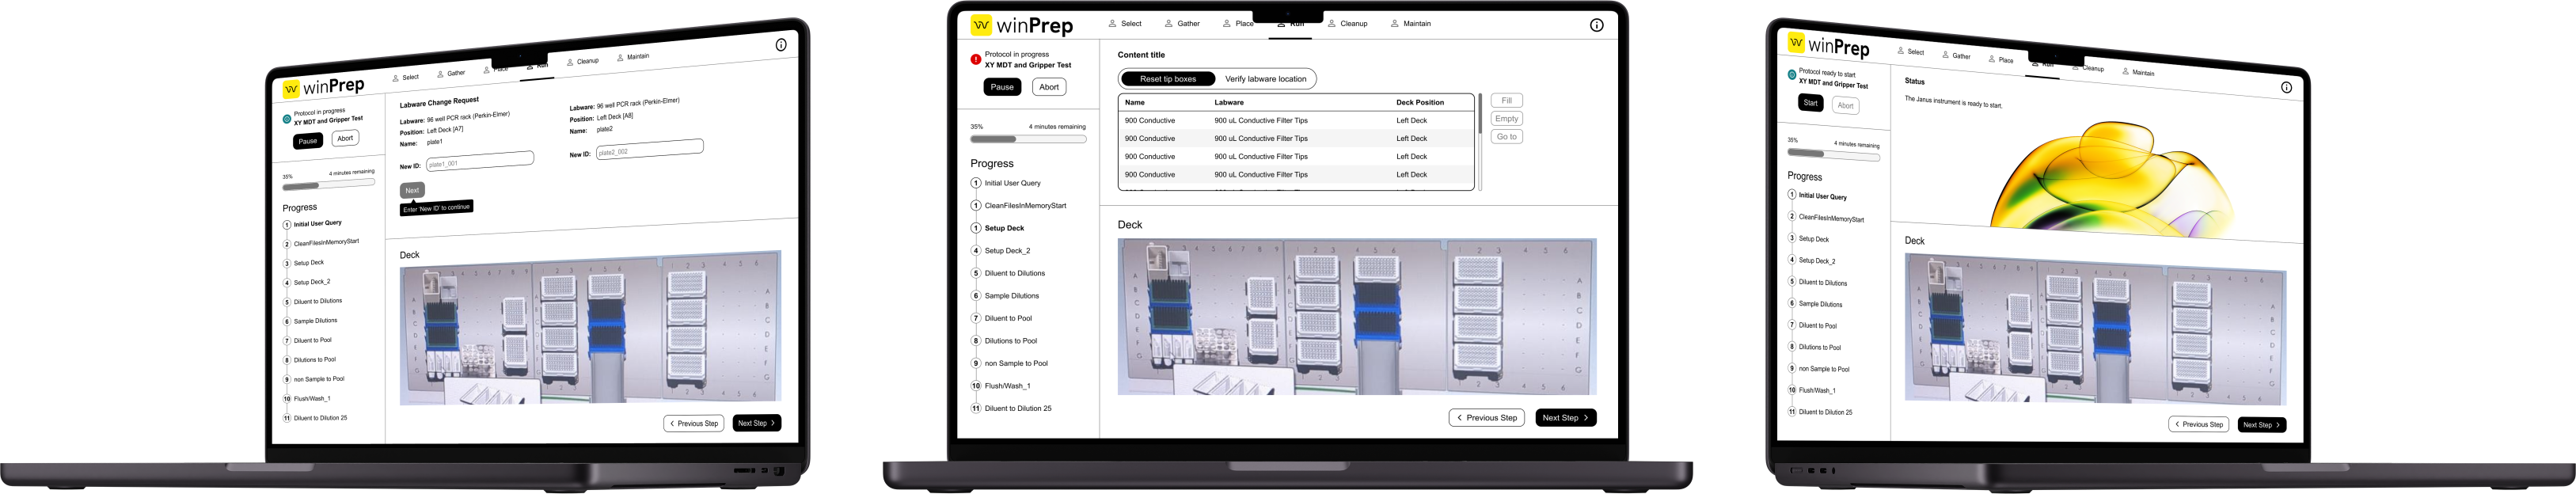 winPrep
Select
Gather
Place
Run
Cleanup
Maintain
Protocol in progress
XY MDT and Gripper Test
Pause
Abort
35%
4 minutes remaining
Progress
1 Initial User Query
2 CleanFilesInMemoryStart
3 Setup Deck
4 Setup Deck_2
5 Diluent to Dilutions
6 Sample Dilutions
7 Diluent to Pool
8 Dilutions to Pool
9 non Sample to Pool
10 Flush/Wash_1
11 Diluent to Dilution 25
Labware Change Request
Labware: 96 well PCR rack (Perkin-Elmer)
Position: Left Deck [A7]
Name: plate1
New ID: plate1_001
Labware: 96 well PCR rack (Perkin-Elmer)
Position: Left Deck [A8]
Name: plate2
New ID: plate2_002
Next
Enter 'New ID' to continue
Deck
Previous Step
Next Step
winPrep
Select
Gather
Place
Run
Cleanup
Maintain
Protocol in progress
XY MDT and Gripper Test
Pause
Abort
35%
4 minutes remaining
Progress
1 Initial User Query
1 CleanFilesInMemoryStart
1 Setup Deck
4 Setup Deck_2
5 Diluent to Dilutions
6 Sample Dilutions
7 Diluent to Pool
8 Dilutions to Pool
9 non Sample to Pool
10 Flush/Wash_1
11 Diluent to Dilution 25
Content title
Reset tip boxes
Verify labware location
Name Labware Deck Position
900 Conductive 900 uL Conductive Filter Tips Left Deck
900 Conductive 900 uL Conductive Filter Tips Left Deck
900 Conductive 900 uL Conductive Filter Tips Left Deck
900 Conductive 900 uL Conductive Filter Tips Left Deck
Fill
Empty
Go to
Deck
Previous Step
Next Step
winPrep
Select
Gather
Place
Run
Cleanup
Maintain
Protocol ready to start
XY MDT and Gripper Test
Start
Abort
35%
4 minutes remaining
Progress
1 Initial User Query
2 CleanFilesInMemoryStart
3 Setup Deck
4 Setup Deck_2
5 Diluent to Dilutions
6 Sample Dilutions
7 Diluent to Pool
8 Dilutions to Pool
9 non Sample to Pool
10 Flush/Wash_1
11 Diluent to Dilution 25
Status
The Janus instrument is ready to start.
Deck
Previous Step
Next Step